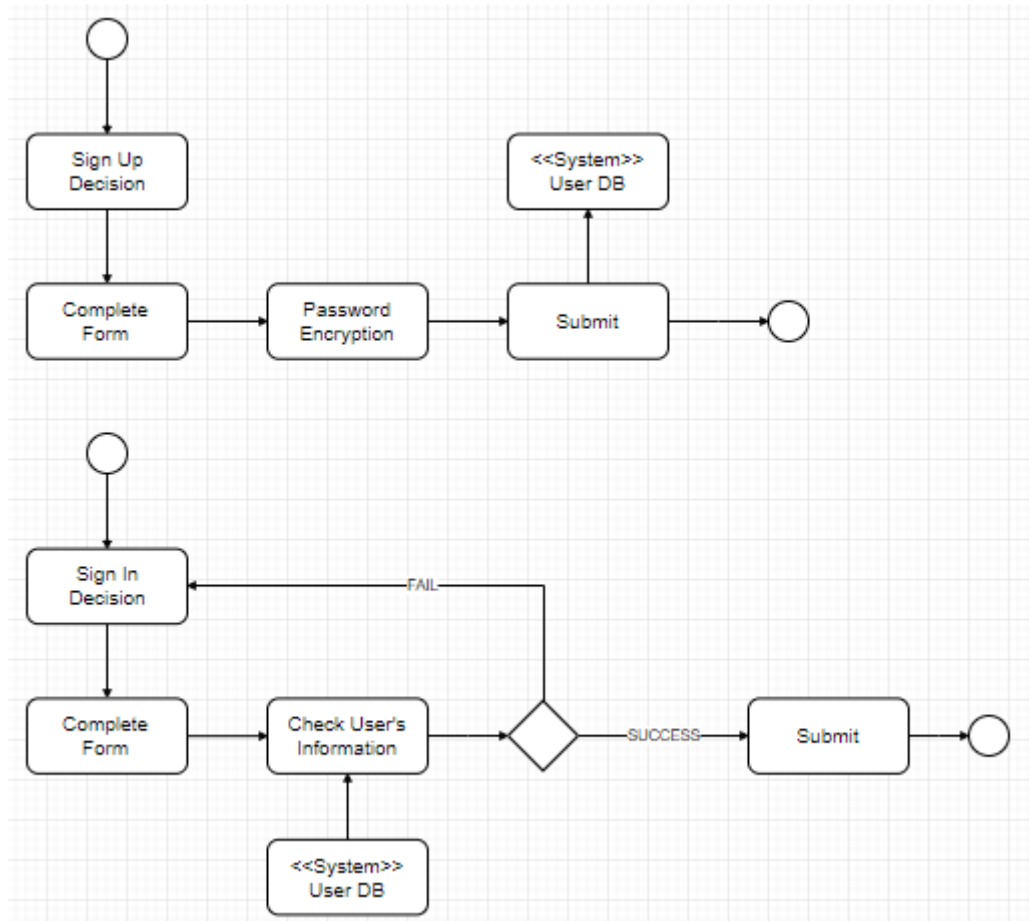 Sign Up
Decision
<<System>>
User DB
Complete
Form
Password
Encryption
Submit
Sign In
Decision
FAIL
Complete
Form
Check User's
Information
SUCCESS
Submit
<<System>>
User DB